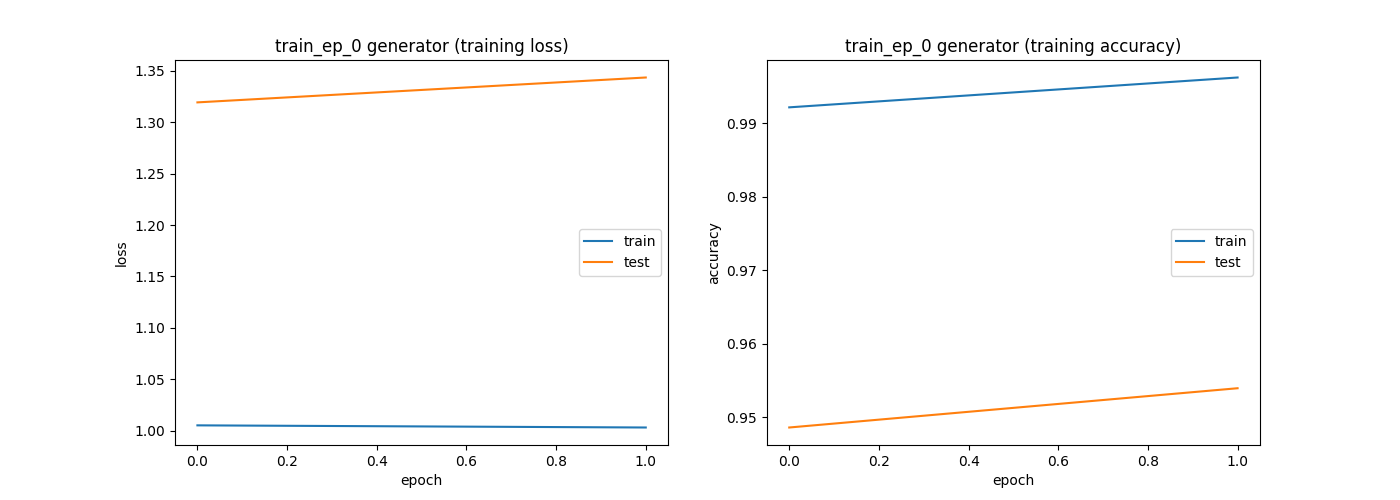 train_ep_0 generator (training loss)
1.35
1.30
1.25
1.20
1.15
1.10
1.05
1.00
loss
train
test
0.0 0.2 0.4 0.6 0.8 1.0
epoch
train_ep_0 generator (training accuracy)
0.99
0.98
0.97
0.96
0.95
accuracy
train
test
0.0 0.2 0.4 0.6 0.8 1.0
epoch